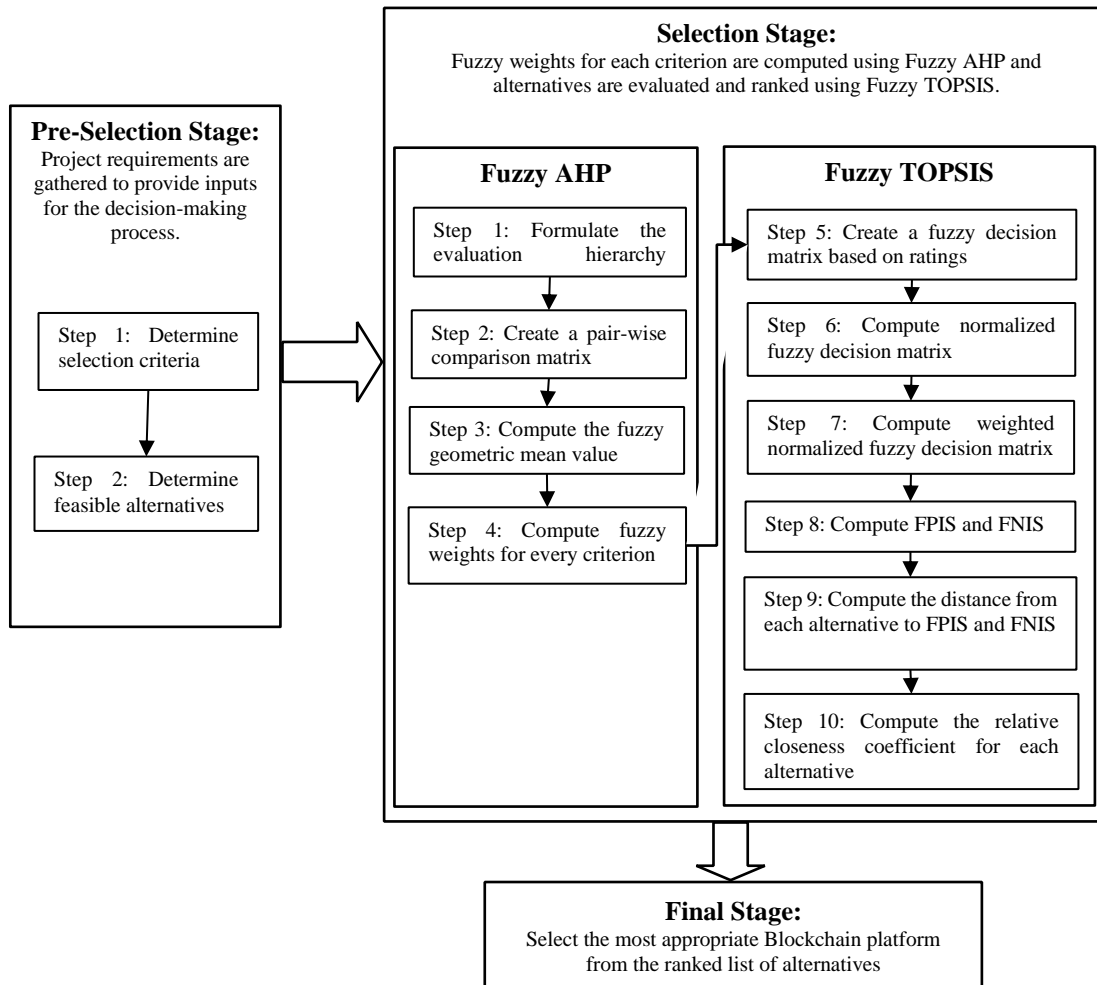 Pre-Selection Stage:
Project requirements are
gathered to provide inputs
for the decision-making
process.
Step 1: Determine
selection criteria
Step 2: Determine
feasible alternatives
Selection Stage:
Fuzzy weights for each criterion are computed using Fuzzy AHP and
alternatives are evaluated and ranked using Fuzzy TOPSIS.
Fuzzy AHP
Step 1: Formulate the
evaluation hierarchy
Step 2: Create a pair-wise
comparison matrix
Step 3: Compute the fuzzy
geometric mean value
Step 4: Compute fuzzy
weights for every criterion
Fuzzy TOPSIS
Step 5: Create a fuzzy decision
matrix based on ratings
Step 6: Compute normalized
fuzzy decision matrix
Step 7: Compute weighted
normalized fuzzy decision matrix
Step 8: Compute FPIS and FNIS
Step 9: Compute the distance from
each alternative to FPIS and FNIS
Step 10: Compute the relative
closeness coefficient for each
alternative
Final Stage:
Select the most appropriate Blockchain platform
from the ranked list of alternatives